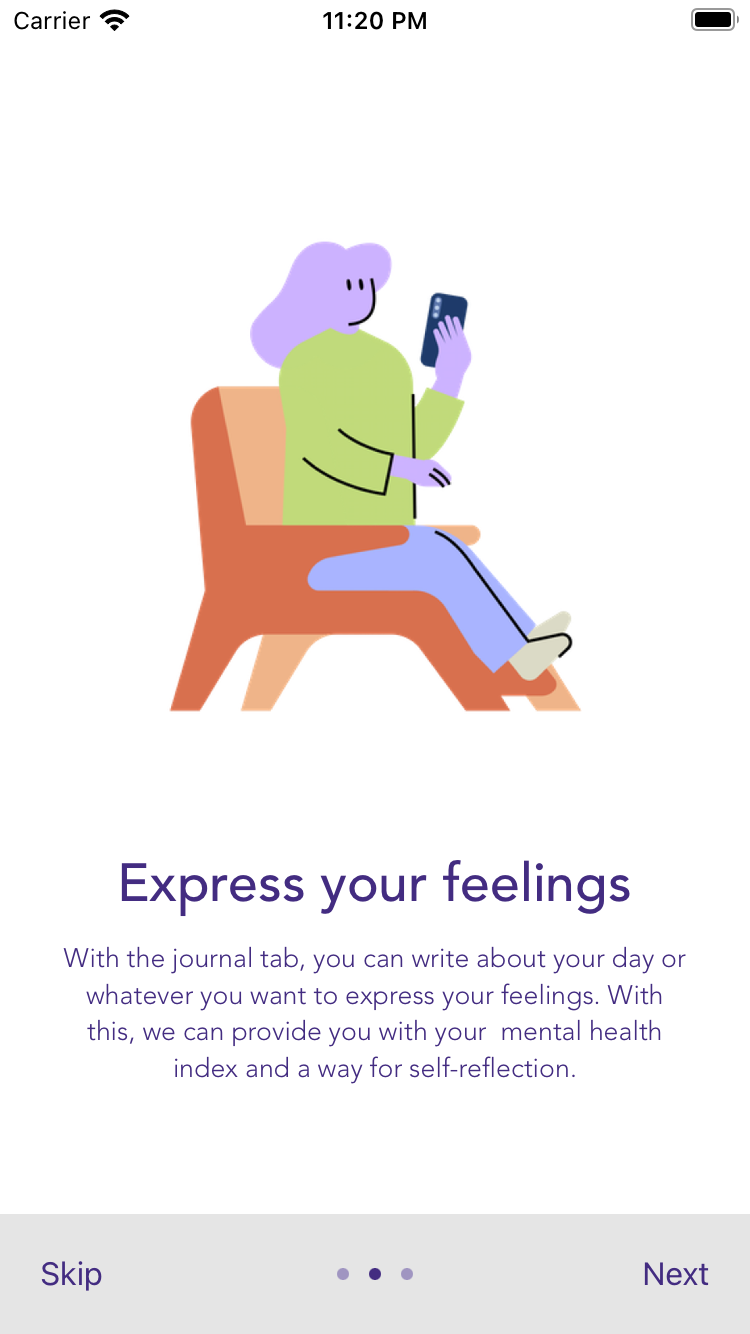 Carrier 11:20 PM
Express your feelings
With the journal tab, you can write about your day or
whatever you want to express your feelings. With
this, we can provide you with your  mental health
index and a way for self-reflection.
Skip Next